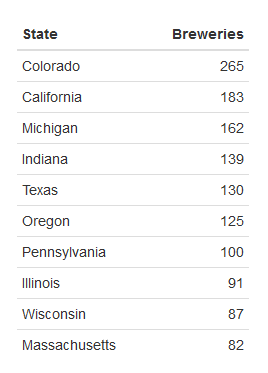 State Breweries
Colorado 265
California 183
Michigan 162
Indiana 139
Texas 130
Oregon 125
Pennsylvania 100
Illinois 91
Wisconsin 87
Massachusetts 82